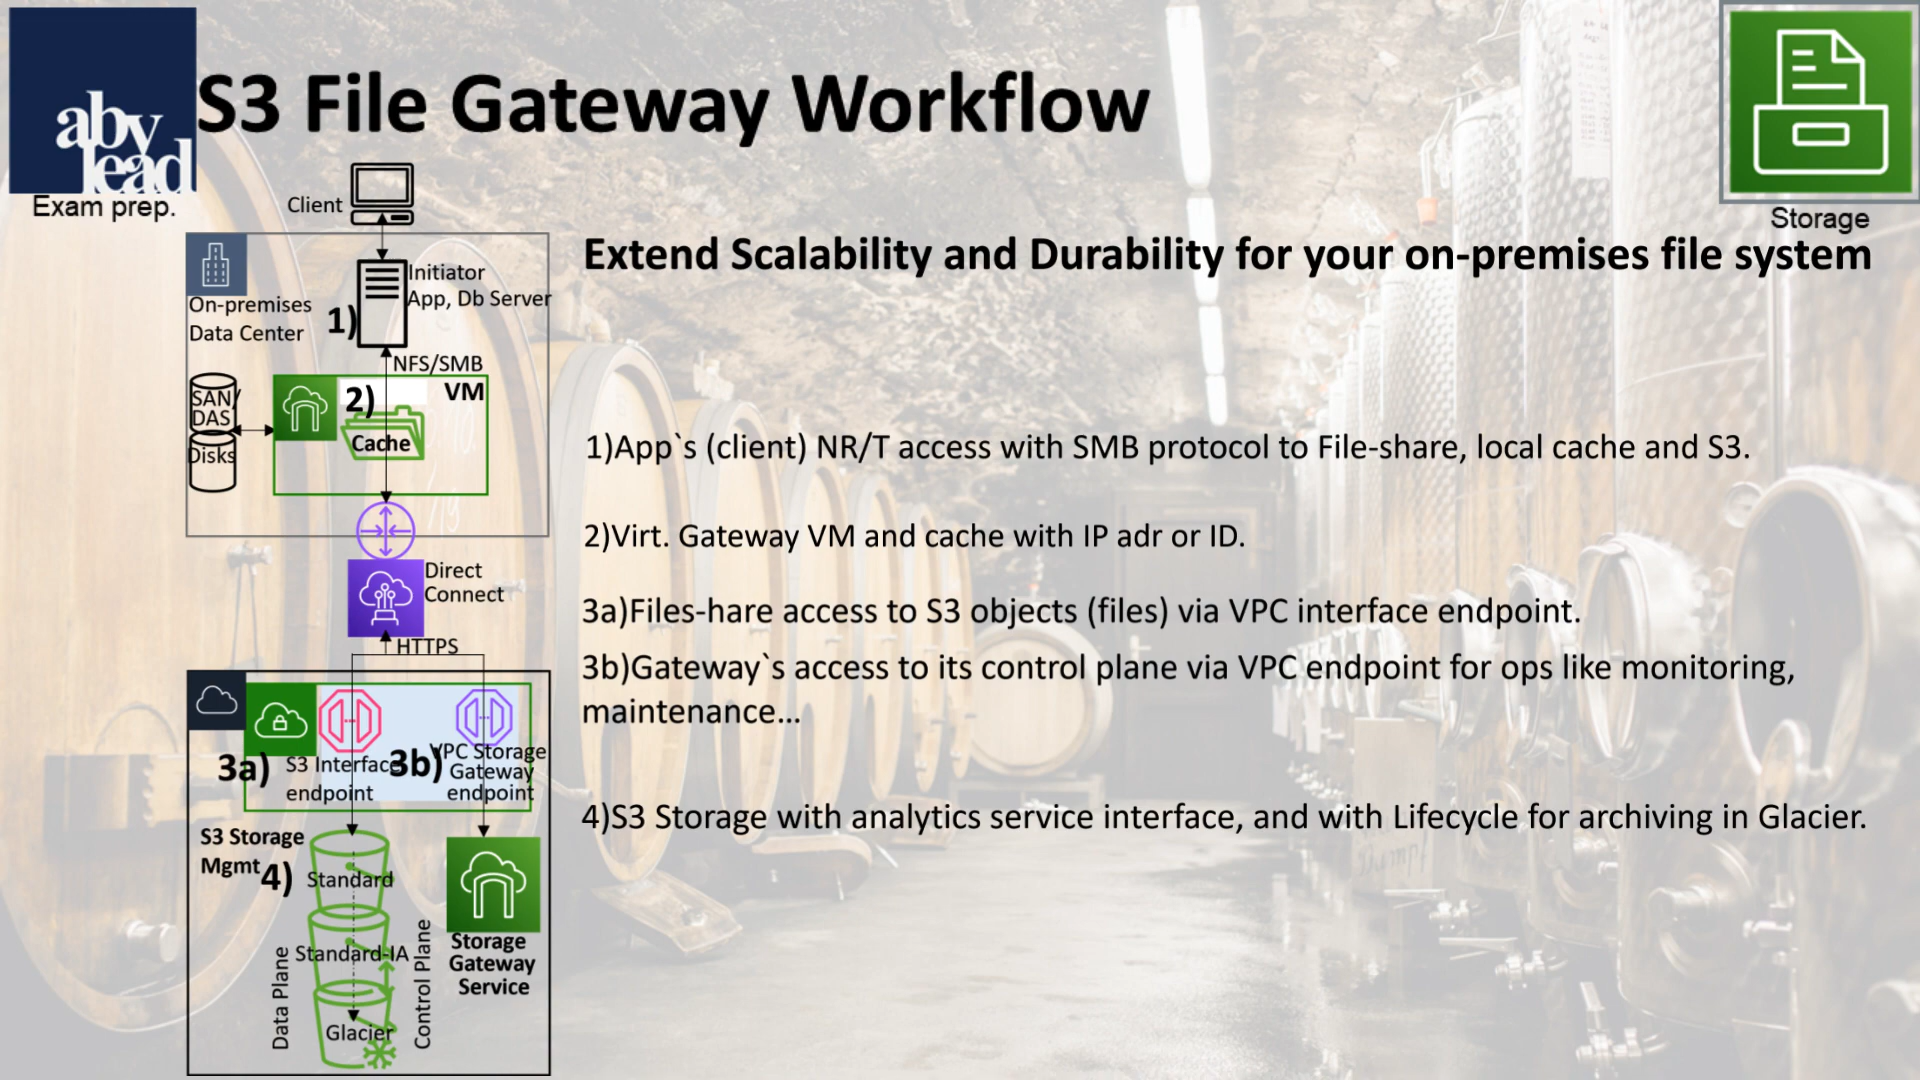 aby
lead
Exam prep.
S3 File Gateway Workflow
Storage
Client
Initiator
App, Db Server
On-premises
Data Center
1)
NFS/SMB
VM
2)
SAN/
DAS
Cache
Disks
Direct
Connect
HTTPS
3a)
S3 Interface
endpoint
3b)
VPC Storage
Gateway
endpoint
S3 Storage
Mgmt
4)
Standard
Standard-IA
Glacier
Data Plane
Control Plane
Storage
Gateway
Service
Extend Scalability and Durability for your on-premises file system
1)App`s (client) NR/T access with SMB protocol to File-share, local cache and S3.
2)Virt. Gateway VM and cache with IP adr or ID.
3a)Files-hare access to S3 objects (files) via VPC interface endpoint.
3b)Gateway`s access to its control plane via VPC endpoint for ops like monitoring,
maintenance...
4)S3 Storage with analytics service interface, and with Lifecycle for archiving in Glacier.